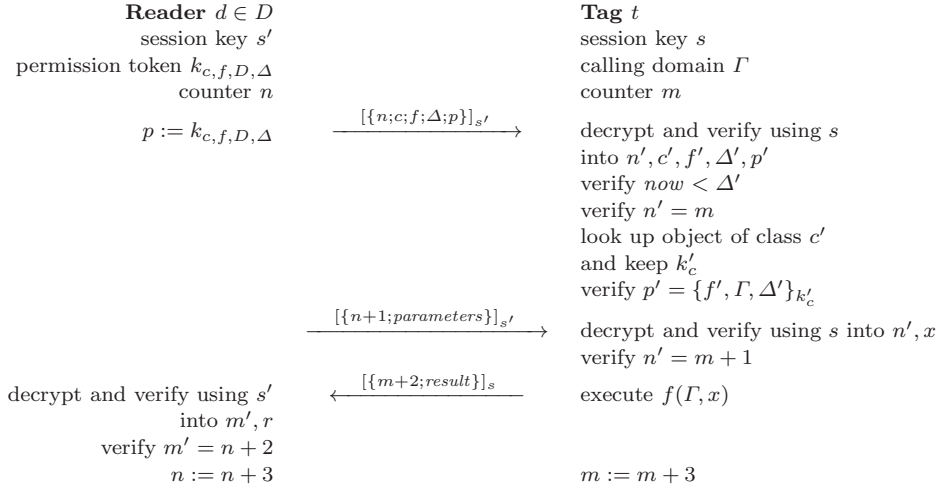 Reader d ∈ D Tag t
session key s′ session key s
permission token k_{c,f,D,Δ} calling domain Γ
counter n counter m
p := k_{c,f,D,Δ} [{n;c;f;Δ;p}]_{s′} decrypt and verify using s
into n′, c′, f′, Δ′, p′
verify now < Δ′
verify n′ = m
look up object of class c′
and keep k′_c
verify p′ = {f′, Γ, Δ′}_{k′_c}
[{n+1;parameters}]_{s′} decrypt and verify using s into n′, x
verify n′ = m + 1
decrypt and verify using s′ [{m+2;result}]_s execute f(Γ, x)
into m′, r
verify m′ = n + 2
n := n + 3 m := m + 3